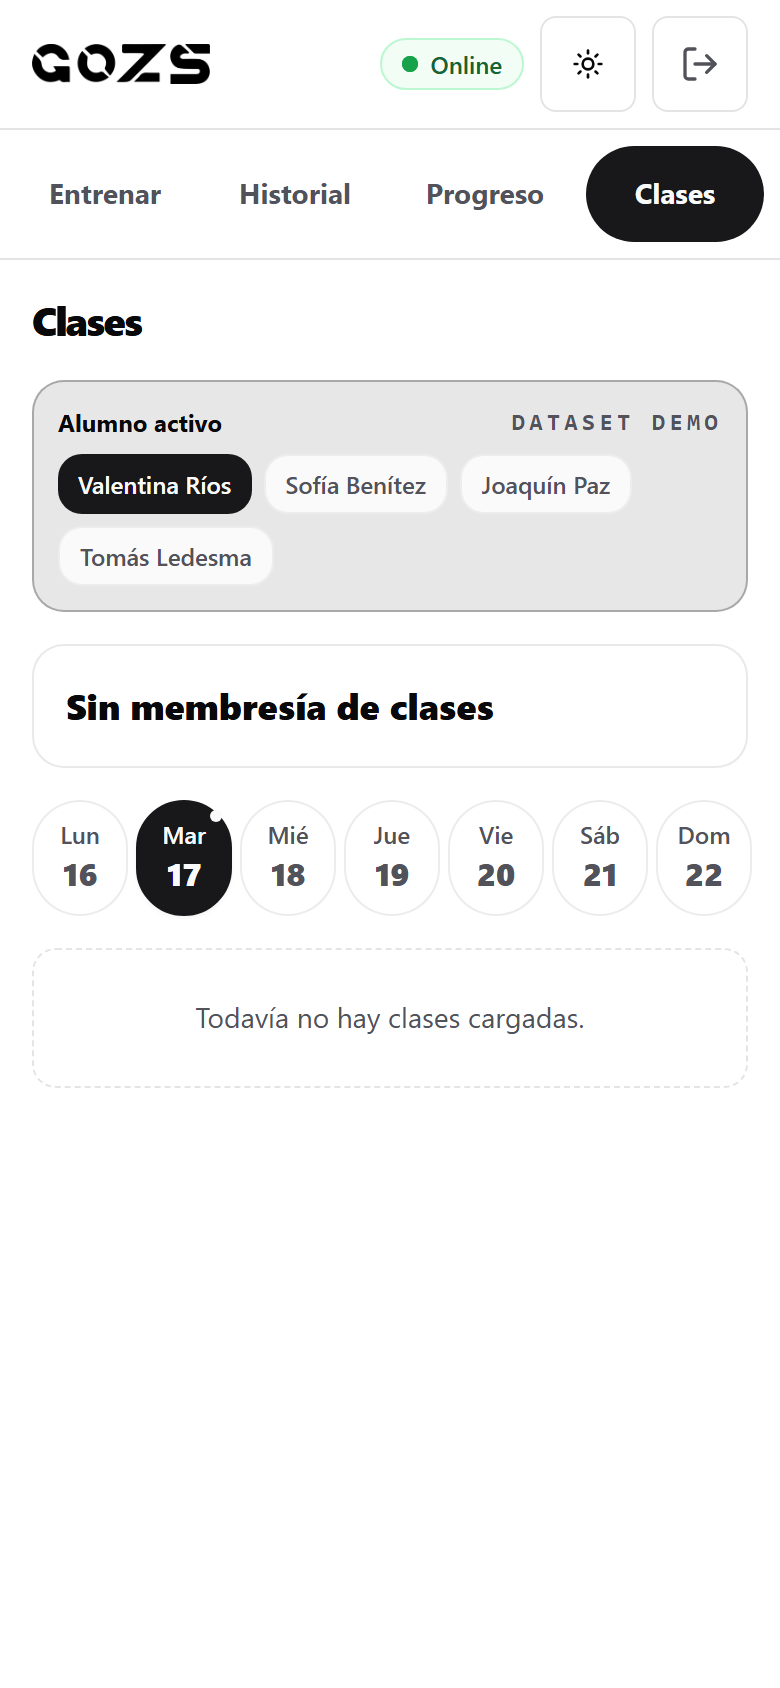 GOZS
Online
Entrenar Historial Progreso Clases
Clases
Alumno activo DATASET DEMO
Valentina Ríos Sofía Benítez Joaquín Paz
Tomás Ledesma
Sin membresía de clases
Lun Mar Mié Jue Vie Sáb Dom
16 17 18 19 20 21 22
Todavía no hay clases cargadas.